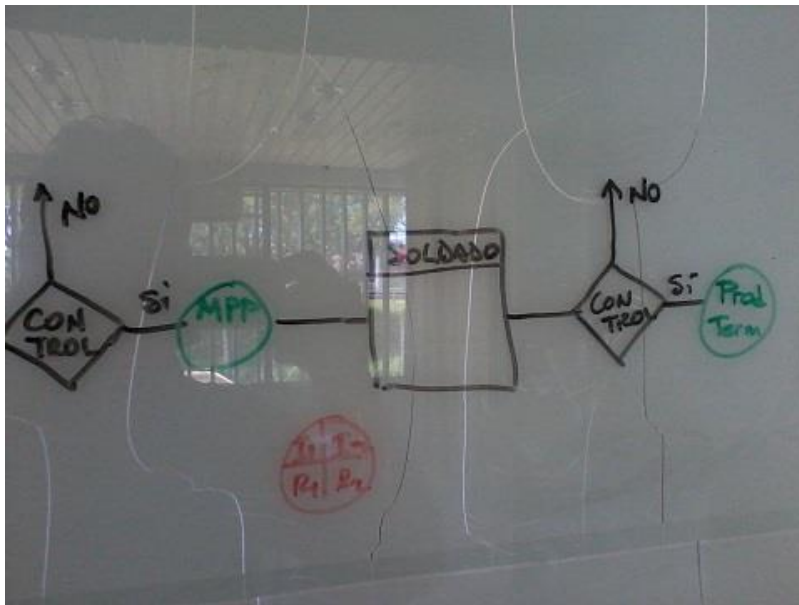 NO
CON
TROL
Si
MPP
SOLDADO
NO
CON
TROL
Si
Prod
Term